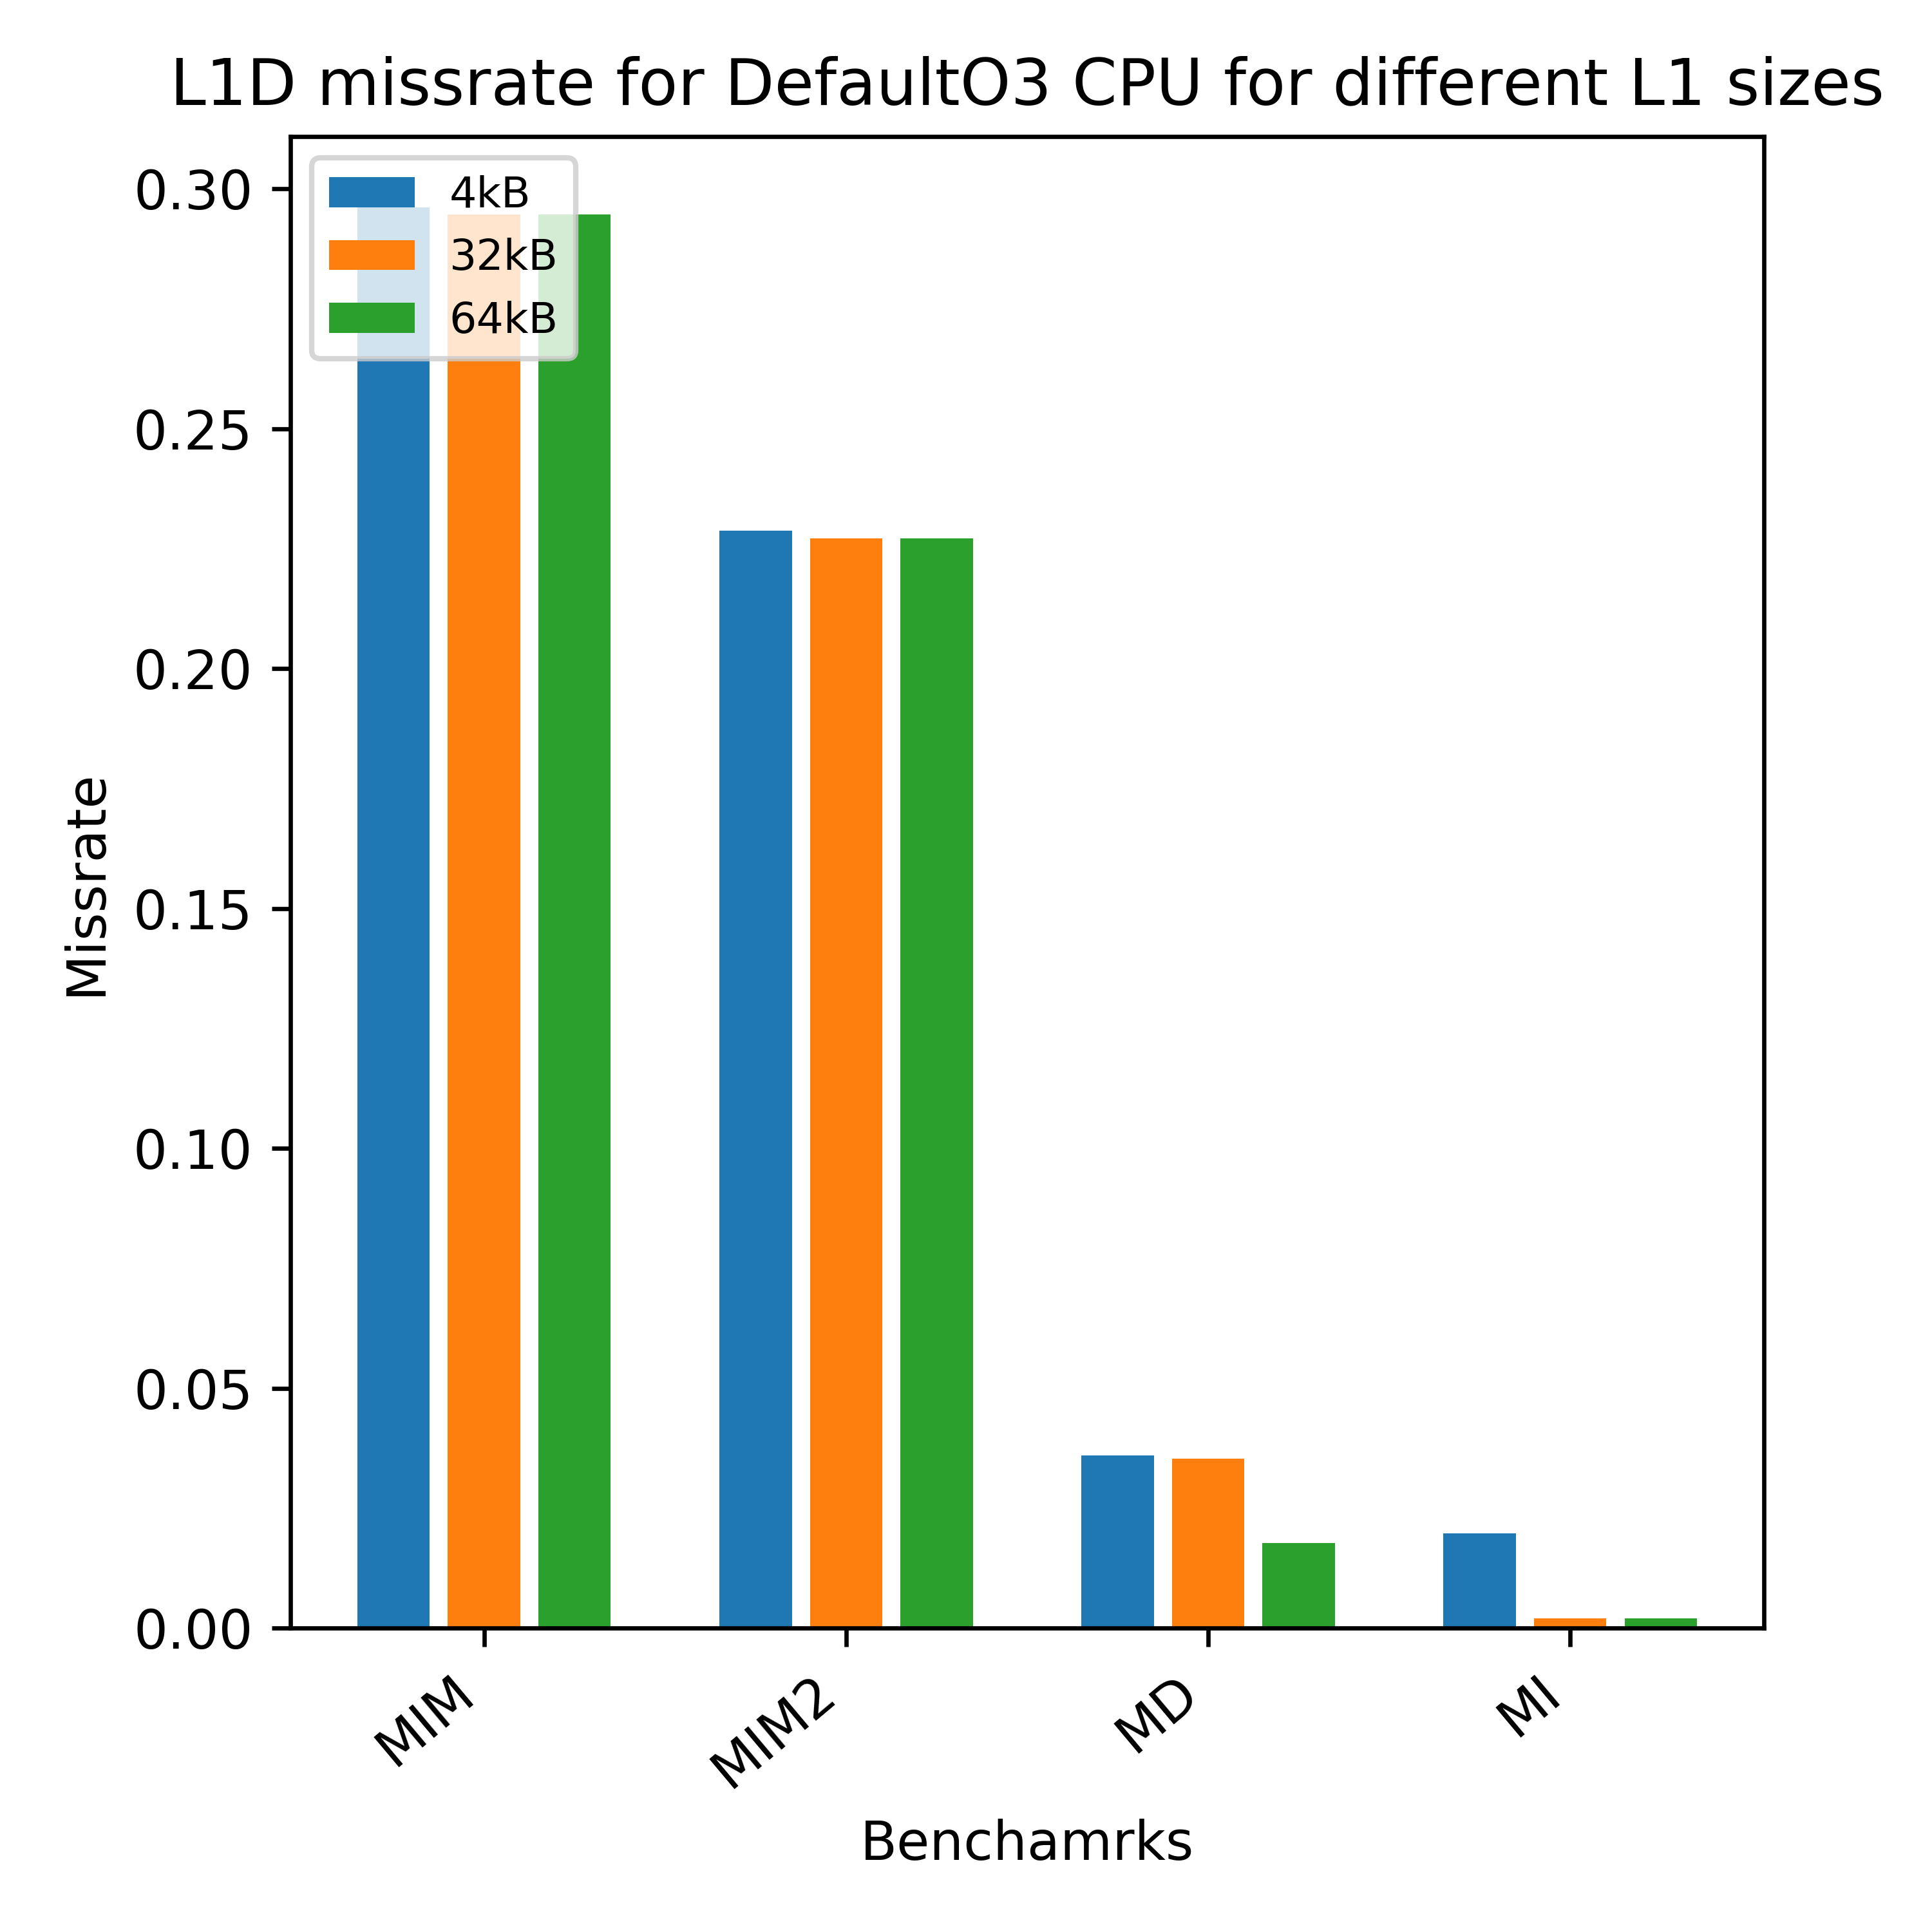 L1D missrate for DefaultO3 CPU for different L1 sizes
4kB
32kB
64kB
0.30
0.25
0.20
0.15
0.10
0.05
0.00
Missrate
MIM
MIM2
MD
MI
Benchamrks